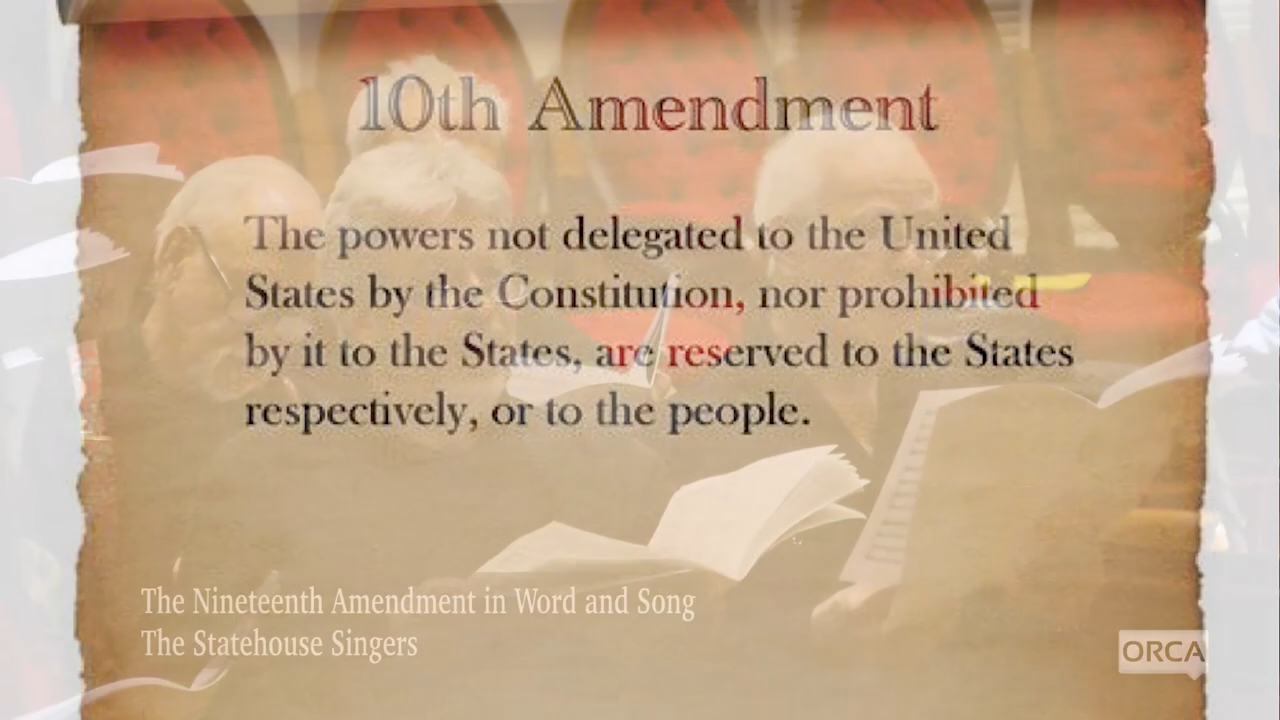 10th Amendment
The powers not delegated to the United
States by the Constitution, nor prohibited
by it to the States, are reserved to the States
respectively, or to the people.
The Nineteenth Amendment in Word and Song
The Statehouse Singers
ORCA